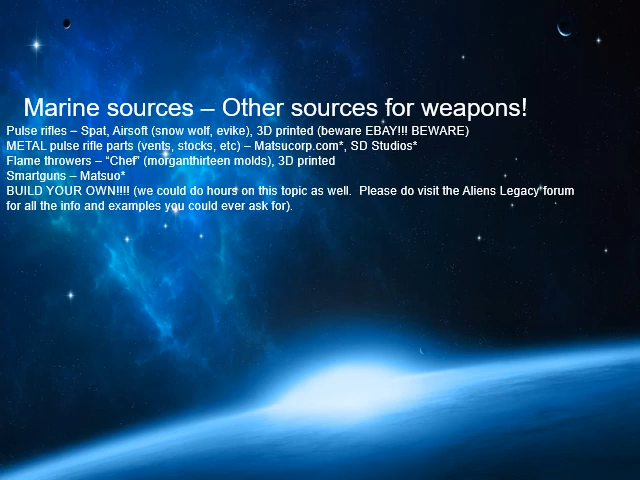 Marine sources – Other sources for weapons!
Pulse rifles – Spat, Airsoft (snow wolf, evike), 3D printed (beware EBAY!!! BEWARE)
METAL pulse rifle parts (vents, stocks, etc) – Matsucorp.com*, SD Studios*
Flame throwers – “Chef” (morganthirteen molds), 3D printed
Smartguns – Matsuo*
BUILD YOUR OWN!!!! (we could do hours on this topic as well.  Please do visit the Aliens Legacy forum
for all the info and examples you could ever ask for).